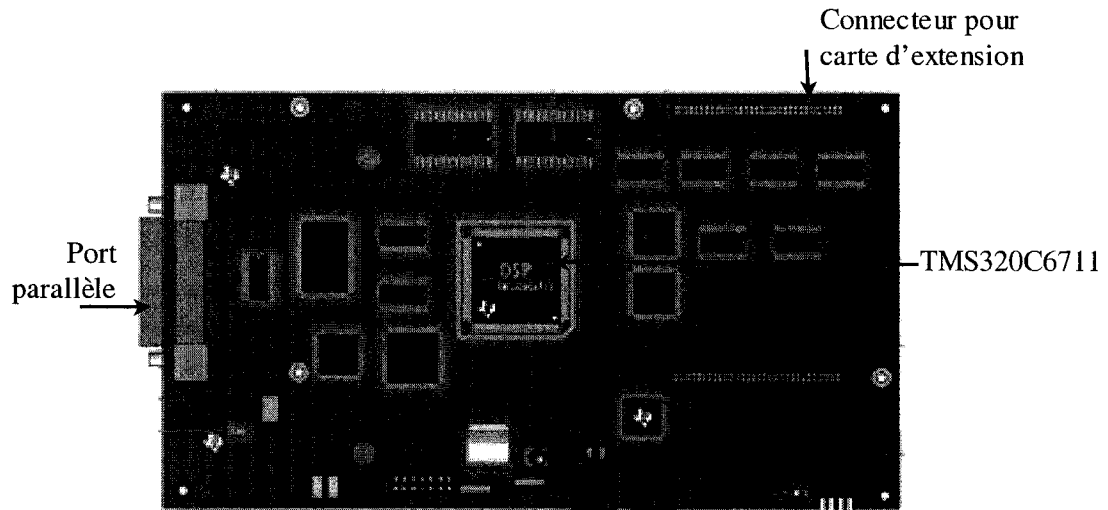 Connecteur pour
carte d'extension
Port
parallèle
DSP
TMS320C6711